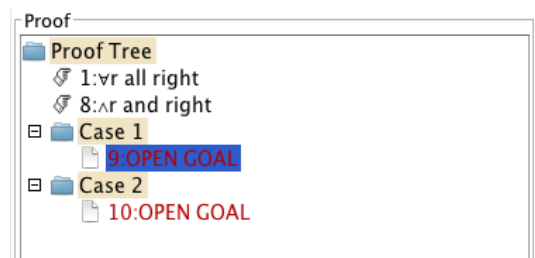 Proof
Proof Tree
1:∀r all right
8:∧r and right
Case 1
9:OPEN GOAL
Case 2
10:OPEN GOAL